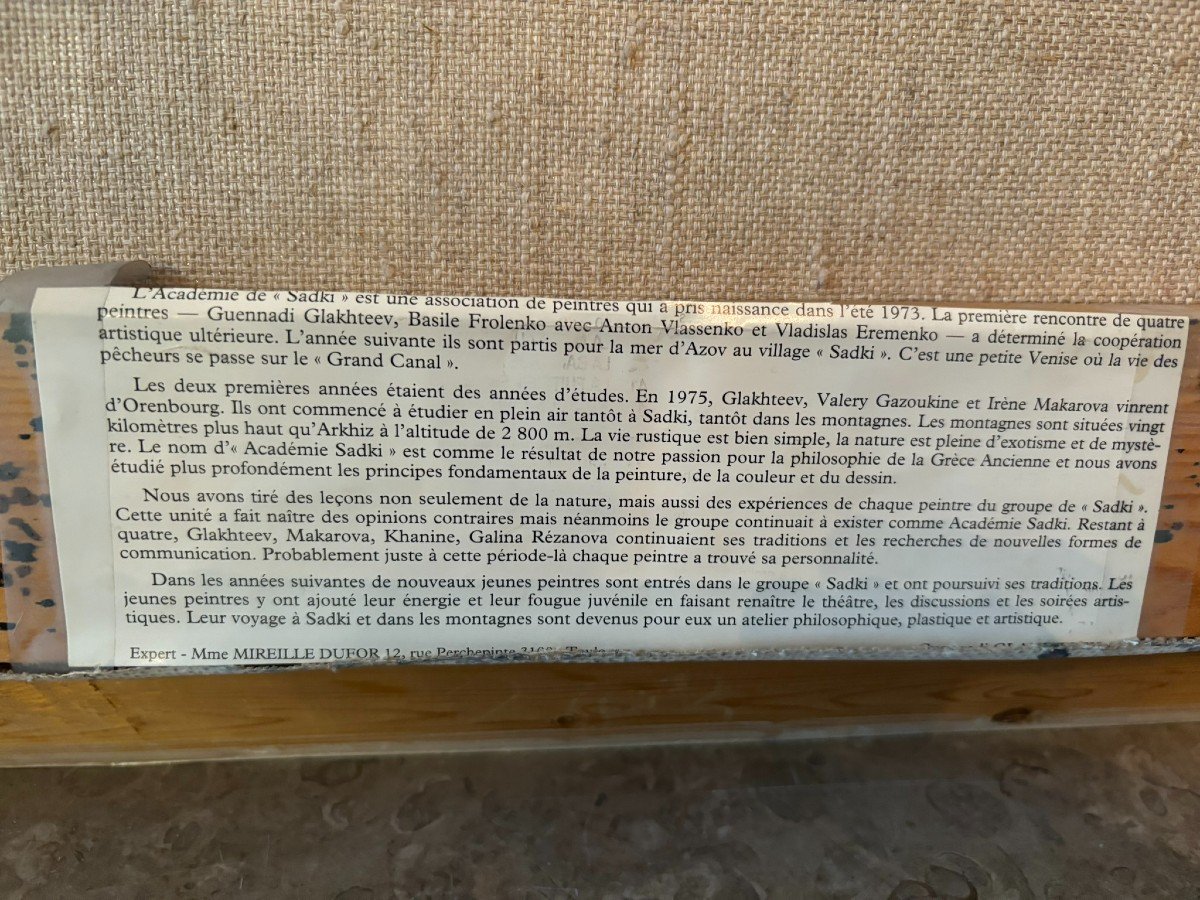 L'Académie de « Sadki » est une association de peintres qui a pris naissance dans l'été 1973. La première rencontre de quatre
peintres — Guennadi Glakhteev, Basile Frolenko avec Anton Vlassenko et Vladislas Eremenko — a déterminé la coopération
artistique ultérieure. L'année suivante ils sont partis pour la mer d'Azov au village « Sadki ». C'est une petite Venise où la vie des
pêcheurs se passe sur le « Grand Canal ».
Les deux premières années étaient des années d'études. En 1975, Glakhteev, Valery Gazoukine et Irène Makarova vinrent
d'Orenbourg. Ils ont commencé à étudier en plein air tantôt à Sadki, tantôt dans les montagnes. Les montagnes sont situées vingt
kilomètres plus haut qu'Arkhiz à l'altitude de 2 800 m. La vie rustique est bien simple, la nature est pleine d'exotisme et de mystè-
re. Le nom d'« Académie Sadki » est comme le résultat de notre passion pour la philosophie de la Grèce Ancienne et nous avons
étudié plus profondément les principes fondamentaux de la peinture, de la couleur et du dessin.
Nous avons tiré des leçons non seulement de la nature, mais aussi des expériences de chaque peintre du groupe de « Sadki ».
Cette unité a fait naître des opinions contraires mais néanmoins le groupe continuait à exister comme Académie Sadki. Restant à
quatre, Glakhteev, Makarova, Khanine, Galina Rézanova continuaient ses traditions et les recherches de nouvelles formes de
communication. Probablement juste à cette période-là chaque peintre a trouvé sa personnalité.
Dans les années suivantes de nouveaux jeunes peintres sont entrés dans le groupe « Sadki » et ont poursuivi ses traditions. Les
jeunes peintres y ont ajouté leur énergie et leur fougue juvénile en faisant renaître le théâtre, les discussions et les soirées artis-
tiques. Leur voyage à Sadki et dans les montagnes sont devenus pour eux un atelier philosophique, plastique et artistique.
Expert - Mme MIREILLE DUFOR 12, rue Perchepinte